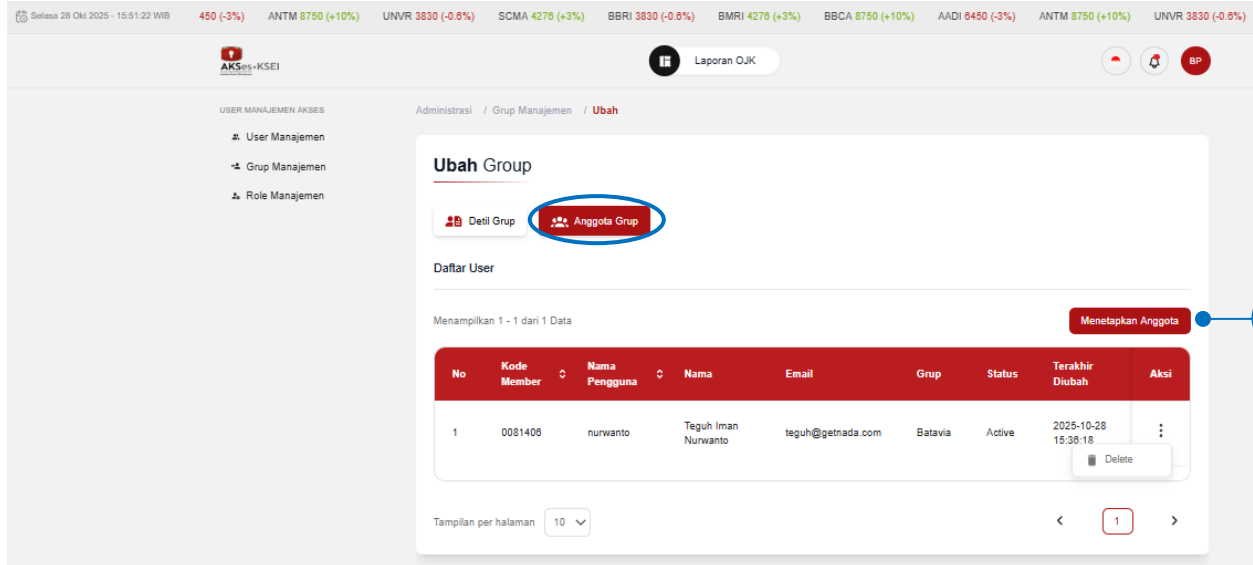 Selasa 28 Okt 2025 - 15:51:22 WIB 450 (-3%) ANTM 8750 (+10%) UNVR 3830 (-0.6%) SCMA 4276 (+3%) BBRI 3830 (-0.6%) BMRI 4276 (+3%) BBCA 8750 (+10%) AADI 6450 (-3%) ANTM 8750 (+10%) UNVR 3830 (-0.6%)
AKSes-KSEI
Laporan OJK
BP
USER MANAJEMEN AKSES
User Manajemen
Grup Manajemen
Role Manajemen
Administrasi / Grup Manajemen / Ubah
Ubah Group
Detil Grup Anggota Grup
Daftar User
Menampilkan 1 - 1 dari 1 Data
Menetapkan Anggota
No Kode Member Nama Pengguna Nama Email Grup Status Terakhir Diubah Aksi
1 0081406 nurwanto Teguh Iman Nurwanto teguh@getnada.com Batavia Active 2025-10-28 15:36:18
Delete
Tampilan per halaman 10
1